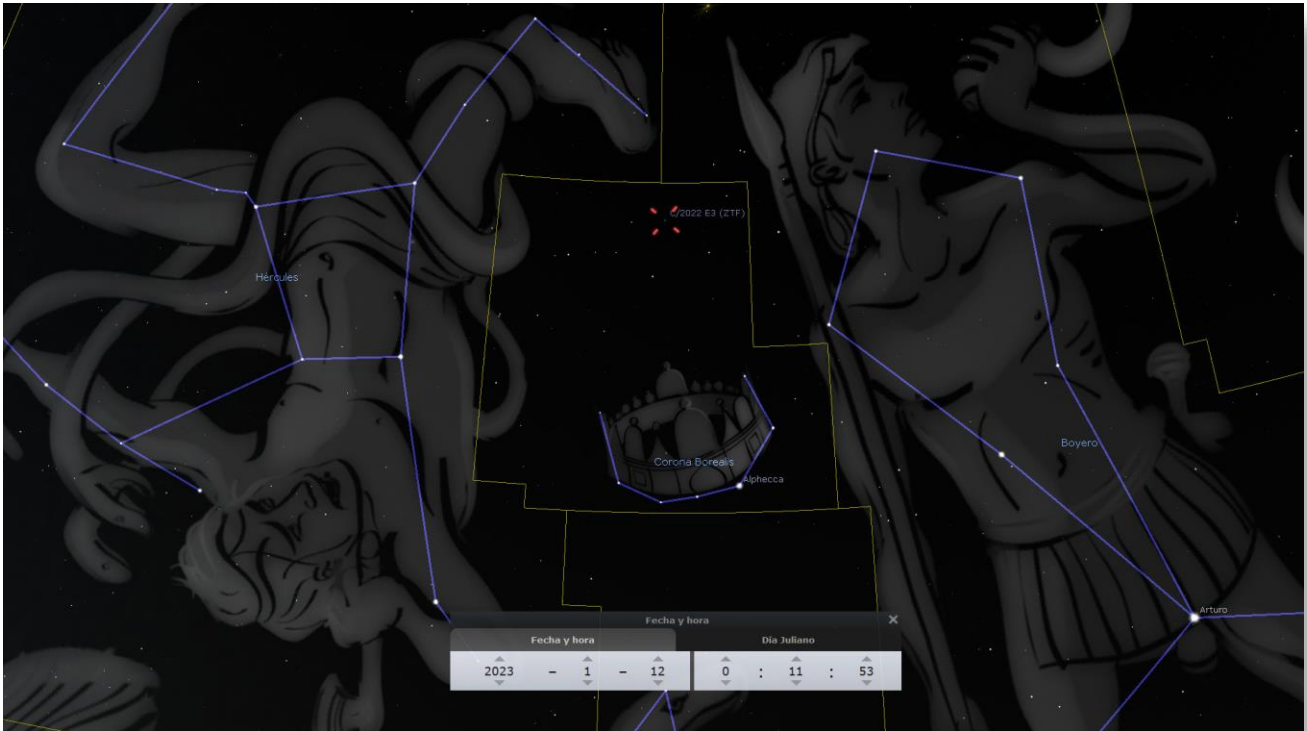 C/2022 E3 (ZTF)
Hércules
Boyero
Corona Borealis
Alphecca
Arturo
Fecha y hora ×
Fecha y hora Día Juliano
2023 - 1 - 12 0 : 11 : 53